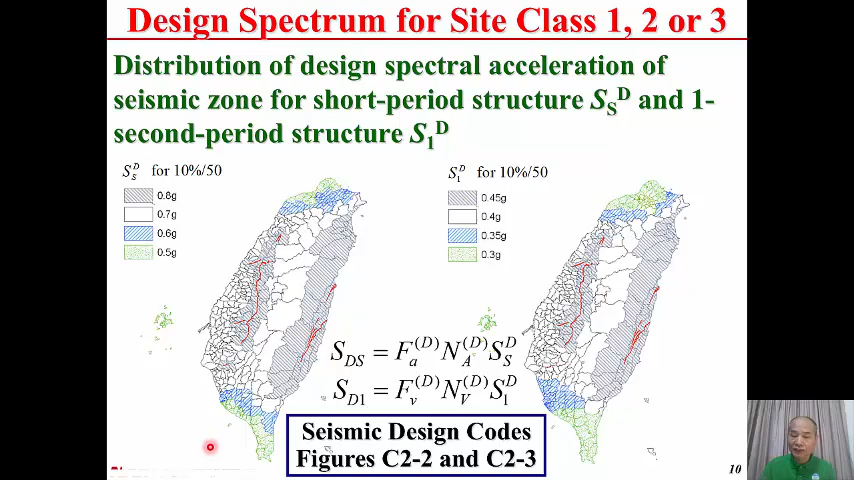 Design Spectrum for Site Class 1, 2 or 3
Distribution of design spectral acceleration of
seismic zone for short-period structure S_S^D and 1-
second-period structure S_1^D
S_S^D for 10%/50
0.8g
0.7g
0.6g
0.5g
S_1^D for 10%/50
0.45g
0.4g
0.35g
0.3g
S_DS = F_a^(D) N_A^(D) S_S^D
S_D1 = F_v^(D) N_V^(D) S_1^D
Seismic Design Codes
Figures C2-2 and C2-3
10